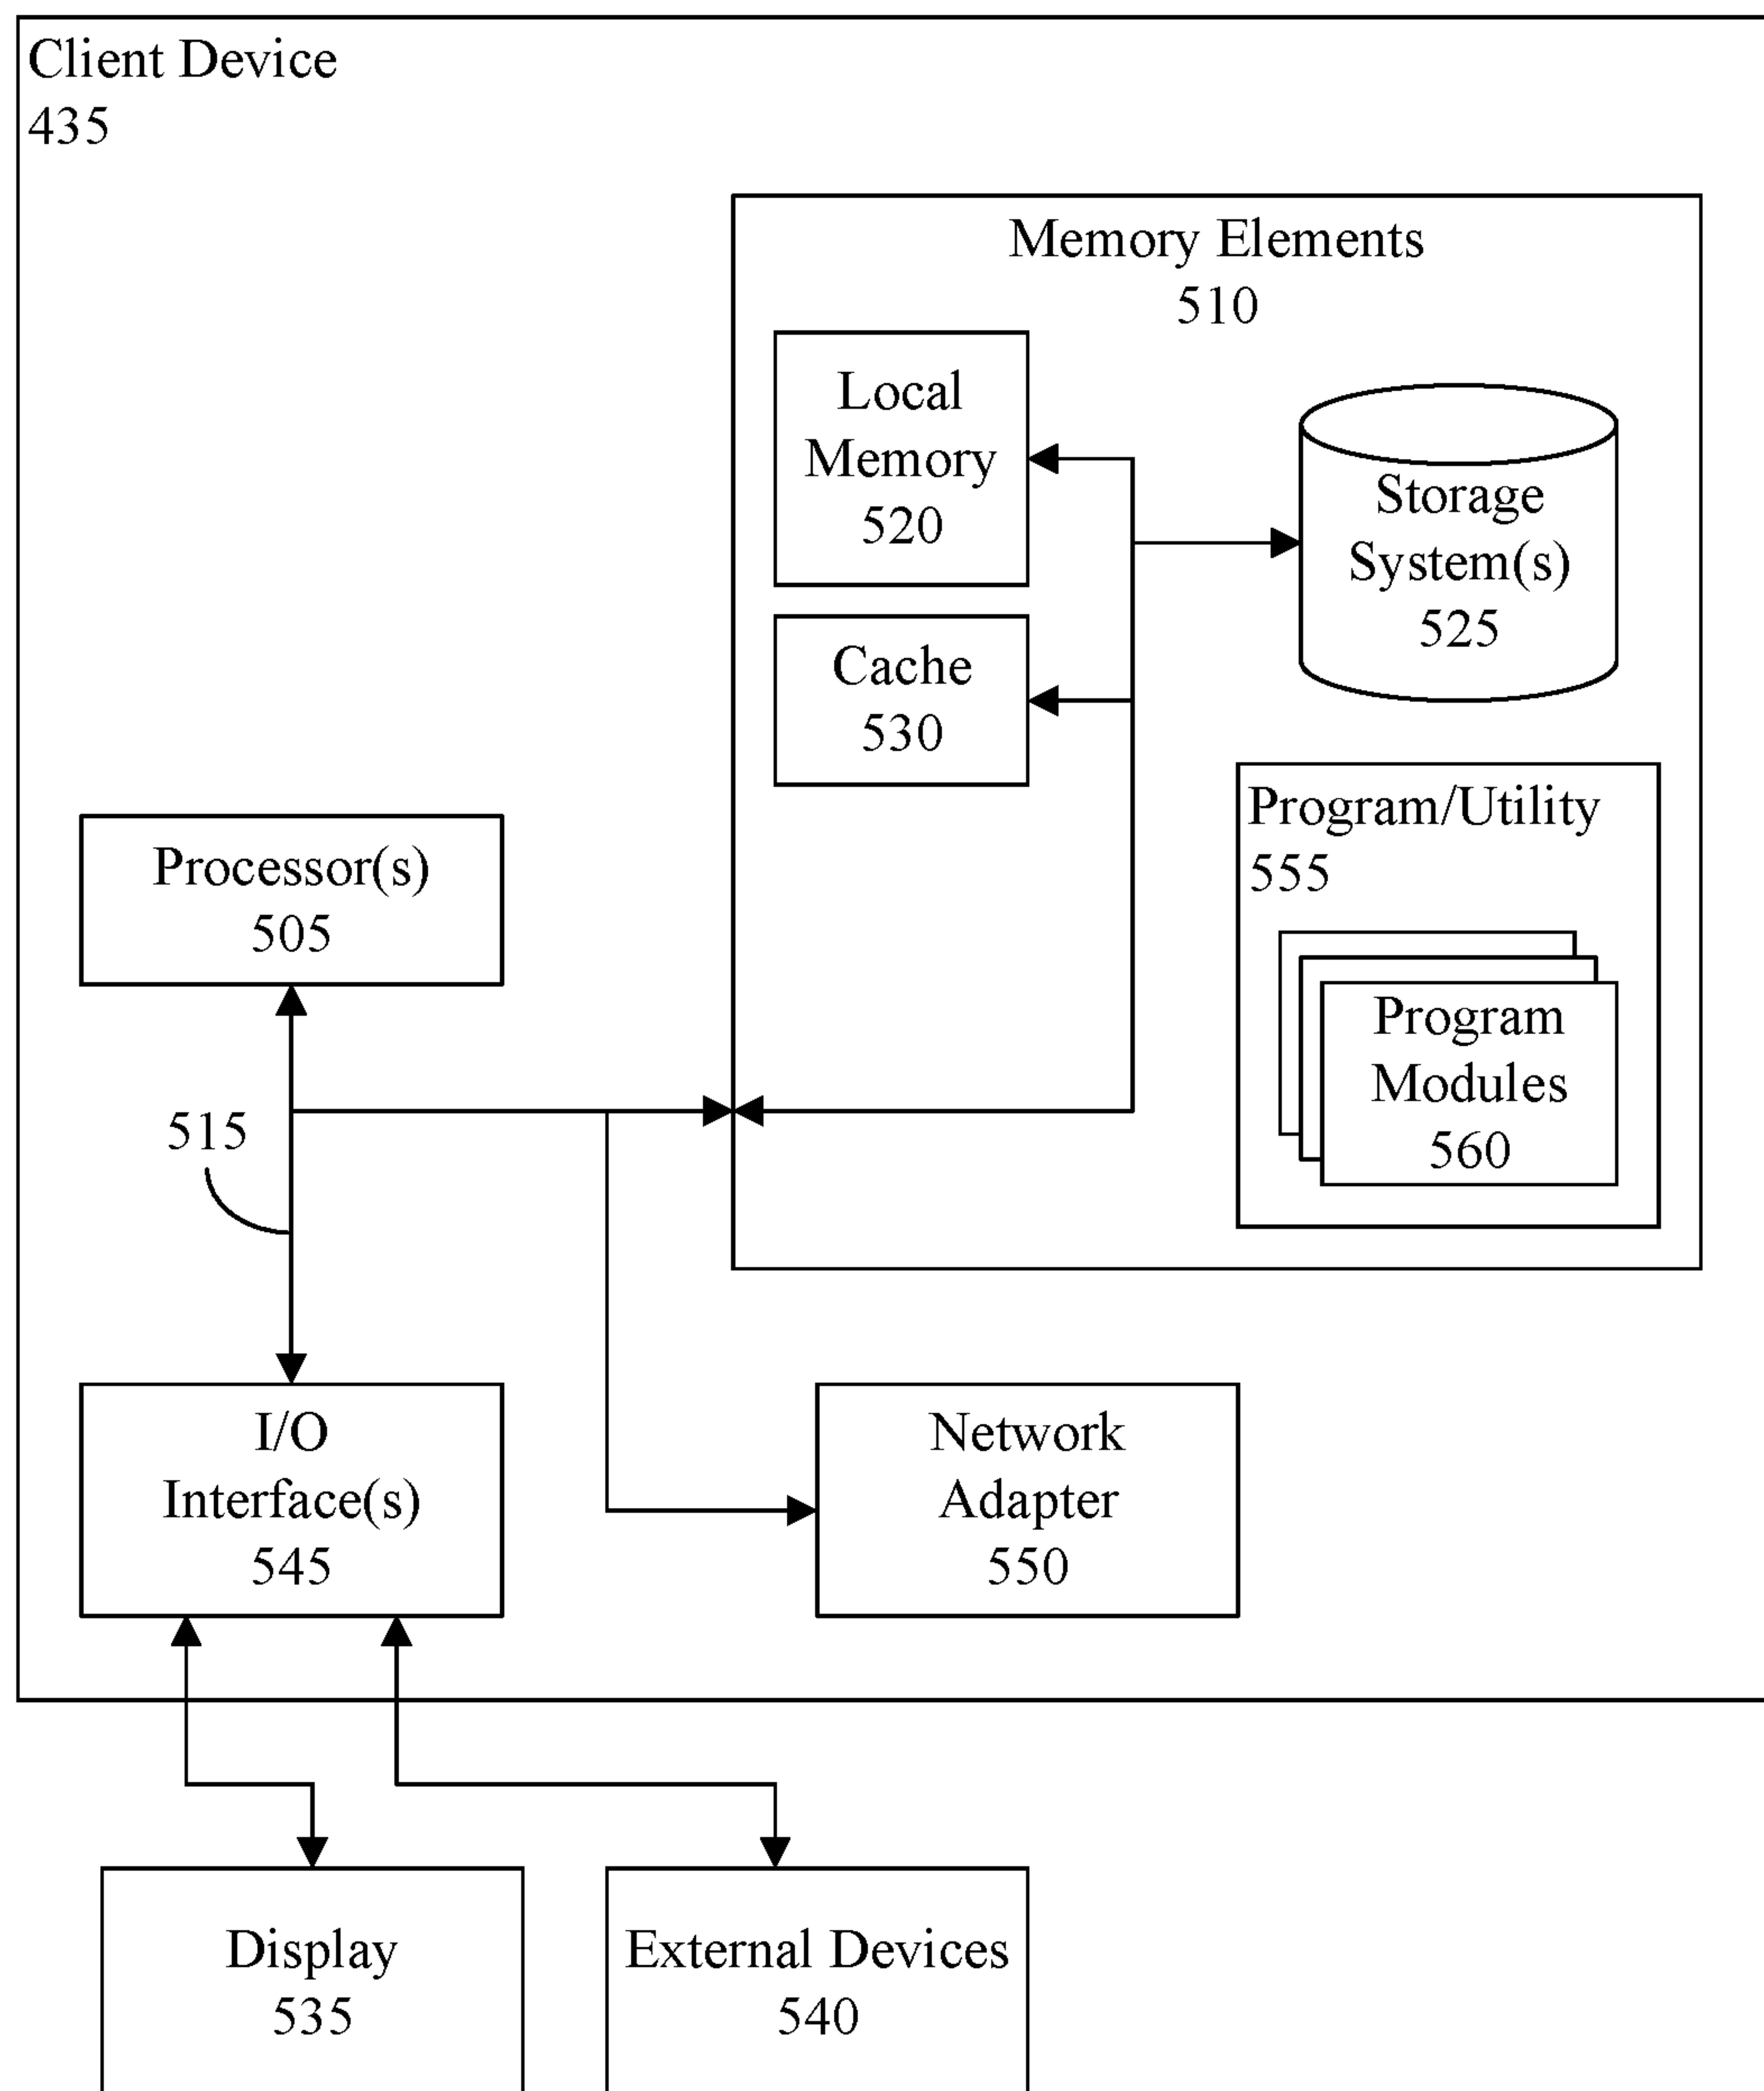 Client Device
435
Memory Elements
510
Local
Memory
520
Storage
System(s)
525
Cache
530
Program/Utility
555
Processor(s)
505
Program
Modules
560
515
I/O
Interface(s)
545
Network
Adapter
550
Display
535
External Devices
540